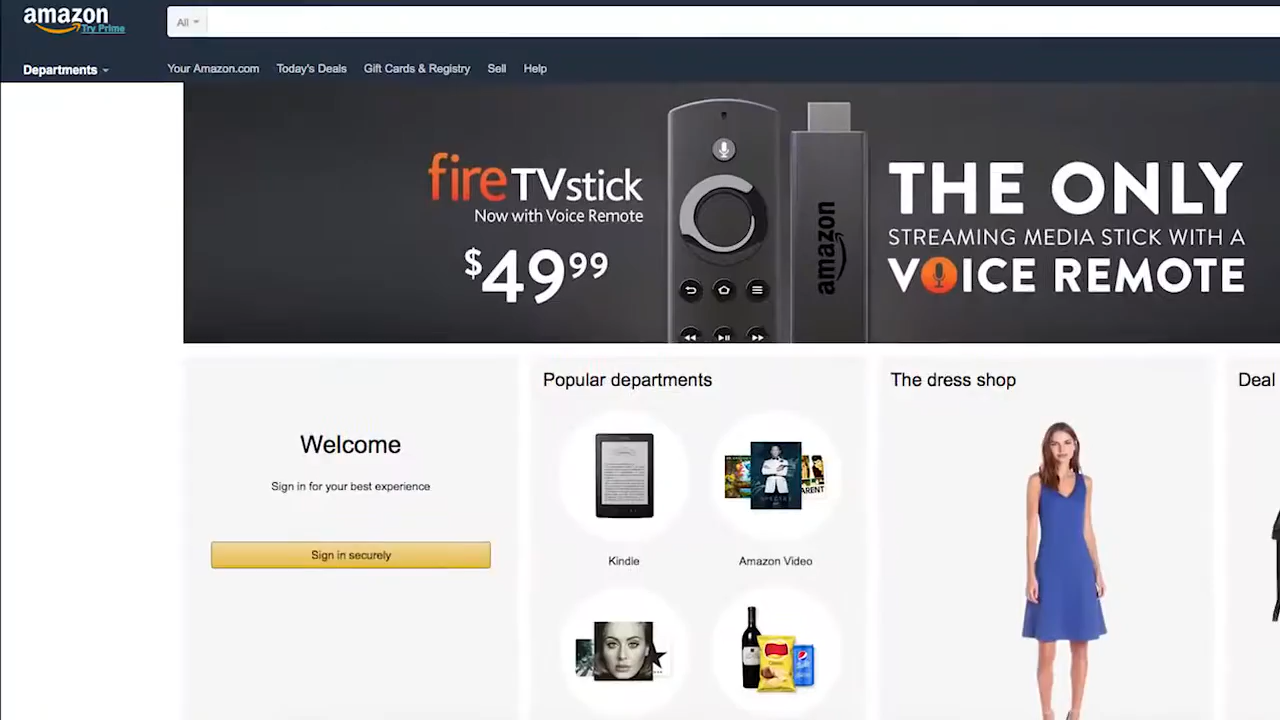 amazon
Try Prime
All
Departments
Your Amazon.com Today's Deals Gift Cards & Registry Sell Help
fireTVstick
Now with Voice Remote
$49.99
amazon
THE ONLY
STREAMING MEDIA STICK WITH A
VOICE REMOTE
Welcome
Sign in for your best experience
Sign in securely
Popular departments
Kindle
Amazon Video
The dress shop
Deal